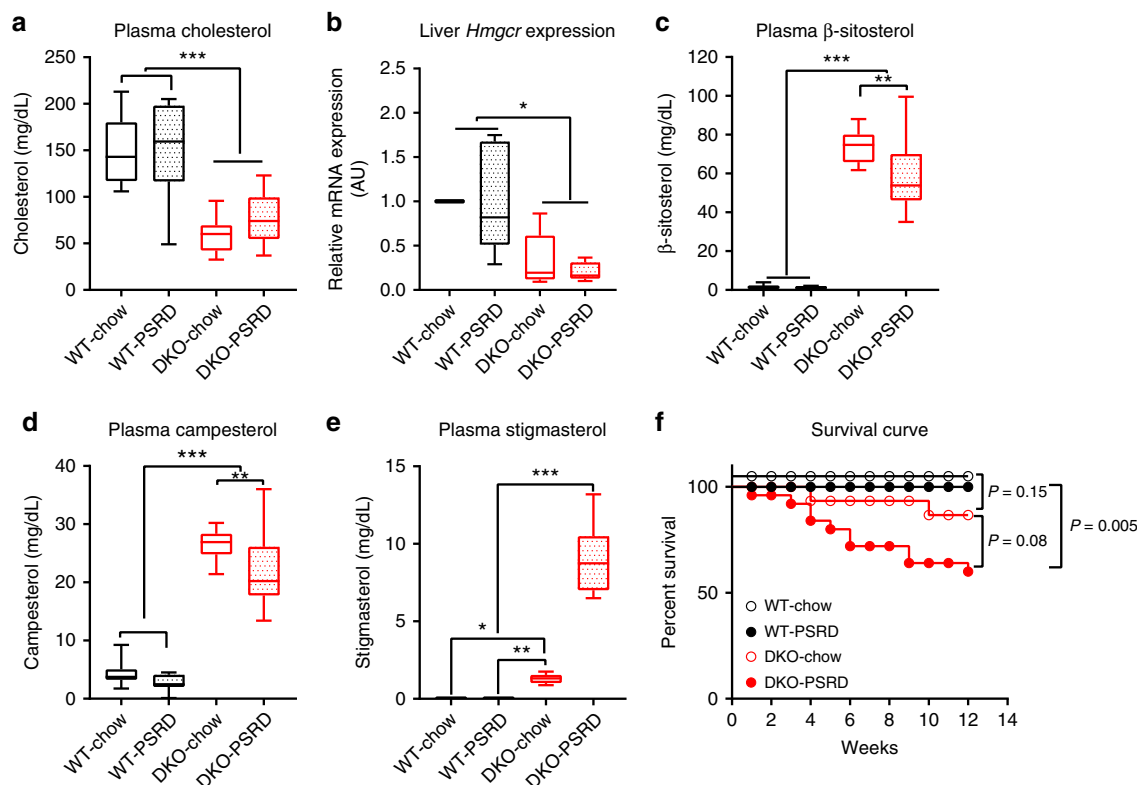 a
Plasma cholesterol
Cholesterol (mg/dL)
250
200
150
100
50
0
***
WT-chow
WT-PSRD
DKO-chow
DKO-PSRD
b
Liver Hmgcr expression
Relative mRNA expression
(AU)
2.5
2.0
1.5
1.0
0.5
0.0
*
WT-chow
WT-PSRD
DKO-chow
DKO-PSRD
c
Plasma β-sitosterol
β-sitosterol (mg/dL)
120
100
80
60
40
20
0
***
**
WT-chow
WT-PSRD
DKO-chow
DKO-PSRD
d
Plasma campesterol
Campesterol (mg/dL)
40
30
20
10
0
***
**
WT-chow
WT-PSRD
DKO-chow
DKO-PSRD
e
Plasma stigmasterol
Stigmasterol (mg/dL)
15
10
5
0
***
*
**
WT-chow
WT-PSRD
DKO-chow
DKO-PSRD
f
Survival curve
Percent survival
100
50
0
P = 0.15
P = 0.08
P = 0.005
WT-chow
WT-PSRD
DKO-chow
DKO-PSRD
0 2 4 6 8 10 12 14
Weeks